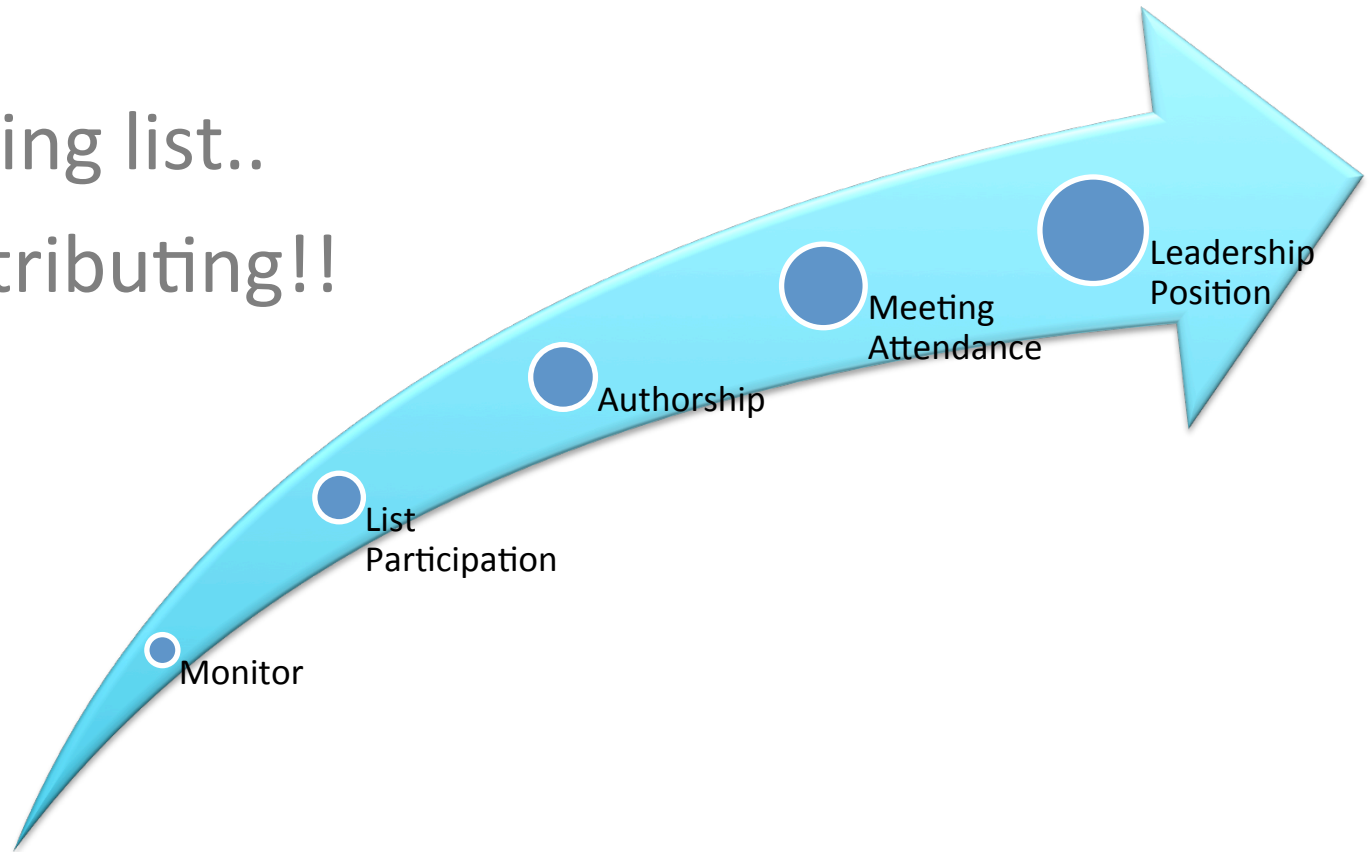 ing list..
tributing!!
Leadership
Position
Meeting
Attendance
Authorship
List
Participation
Monitor